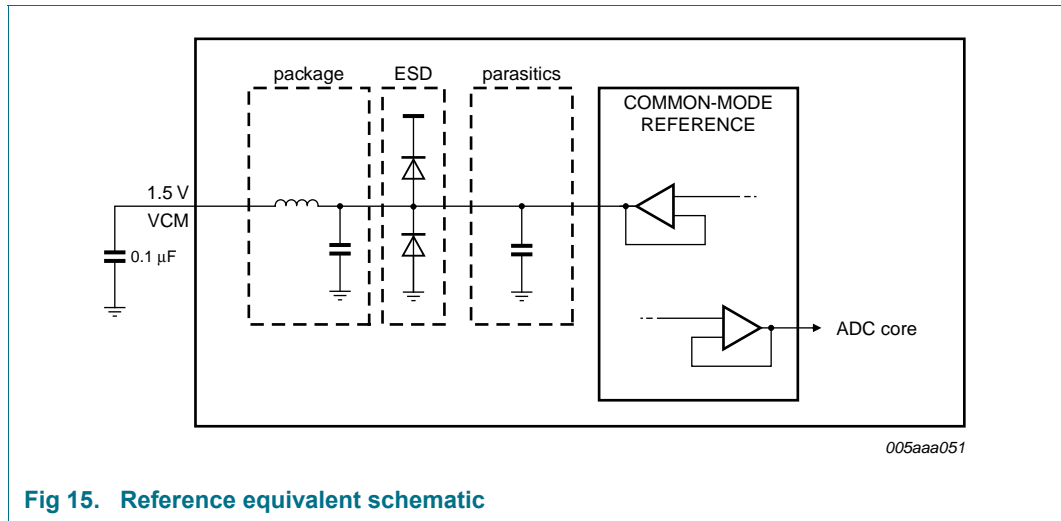 package
ESD
parasitics
COMMON-MODE
REFERENCE
1.5 V
VCM
0.1 μF
ADC core
005aaa051
Fig 15. Reference equivalent schematic